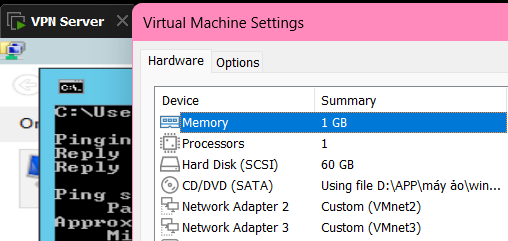 VPN Server
Virtual Machine Settings
Hardware
Options
Device
Summary
Memory
1 GB
Processors
1
Hard Disk (SCSI)
60 GB
CD/DVD (SATA)
Using file D:\APP\máy ảo\win...
Network Adapter 2
Custom (VMnet2)
Network Adapter 3
Custom (VMnet3)
C:\.
C:\Use
Pingin
Reply
Reply
Ping s
Pa
Approx
Mi